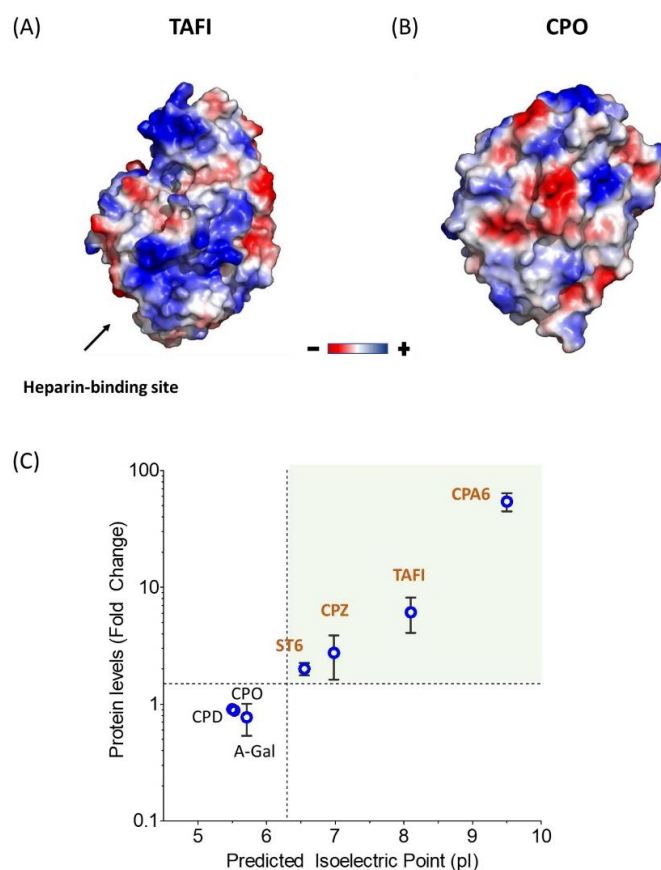 (A)
TAFI
(B)
CPO
- +
Heparin-binding site
(C)
Protein levels (Fold Change)
100
10
1
0.1
CPA6
TAFI
CPZ
ST6
CPO
CPD
A-Gal
5 6 7 8 9 10
Predicted Isoelectric Point (pI)